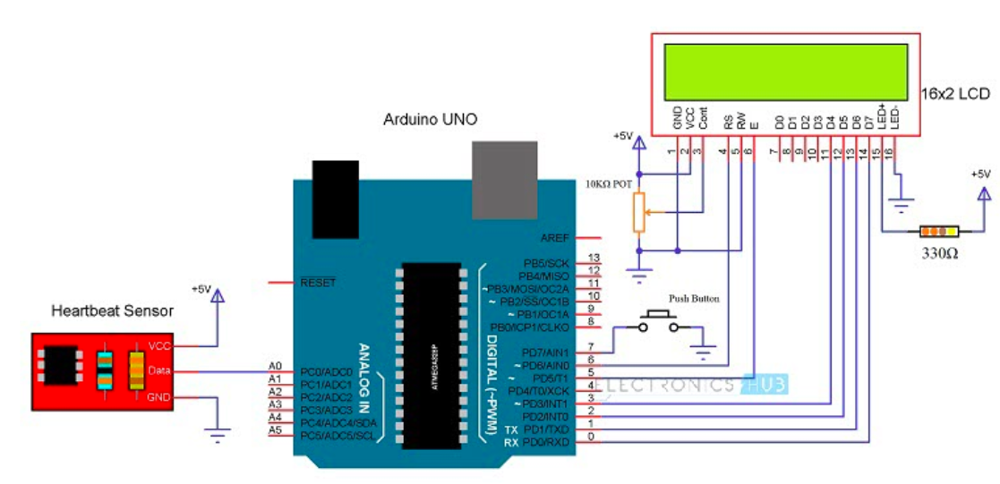 16x2 LCD
Arduino UNO
GND
VCC
Cont
RS
RW
E
D0
D1
D2
D3
D4
D5
D6
D7
LED+
LED-
1
2
3
4
5
6
7
8
9
10
11
12
13
14
15
16
+5V
10KΩ POT
+5V
330Ω
AREF
PB5/SCK 13
PB4/MISO 12
~PB3/MOSI/OC2A 11
~ PB2/SS/OC1B 10
~ PB1/OC1A 9
PB0/ICP1/CLKO 8
PD7/AIN1 7
~ PD6/AIN0 6
~ PD5/T1 5
PD4/T0/XCK 4
~ PD3/INT1 3
PD2/INT0 2
TX PD1/TXD 1
RX PD0/RXD 0
Push Button
ELECTRONICS HUB
RESET
+5V
Heartbeat Sensor
VCC
Data
GND
A0 PC0/ADC0
A1 PC1/ADC1
A2 PC2/ADC2
A3 PC3/ADC3
A4 PC4/ADC4/SDA
A5 PC5/ADC5/SCL
ANALOG IN
ATMEGA328P
DIGITAL (~PWM)